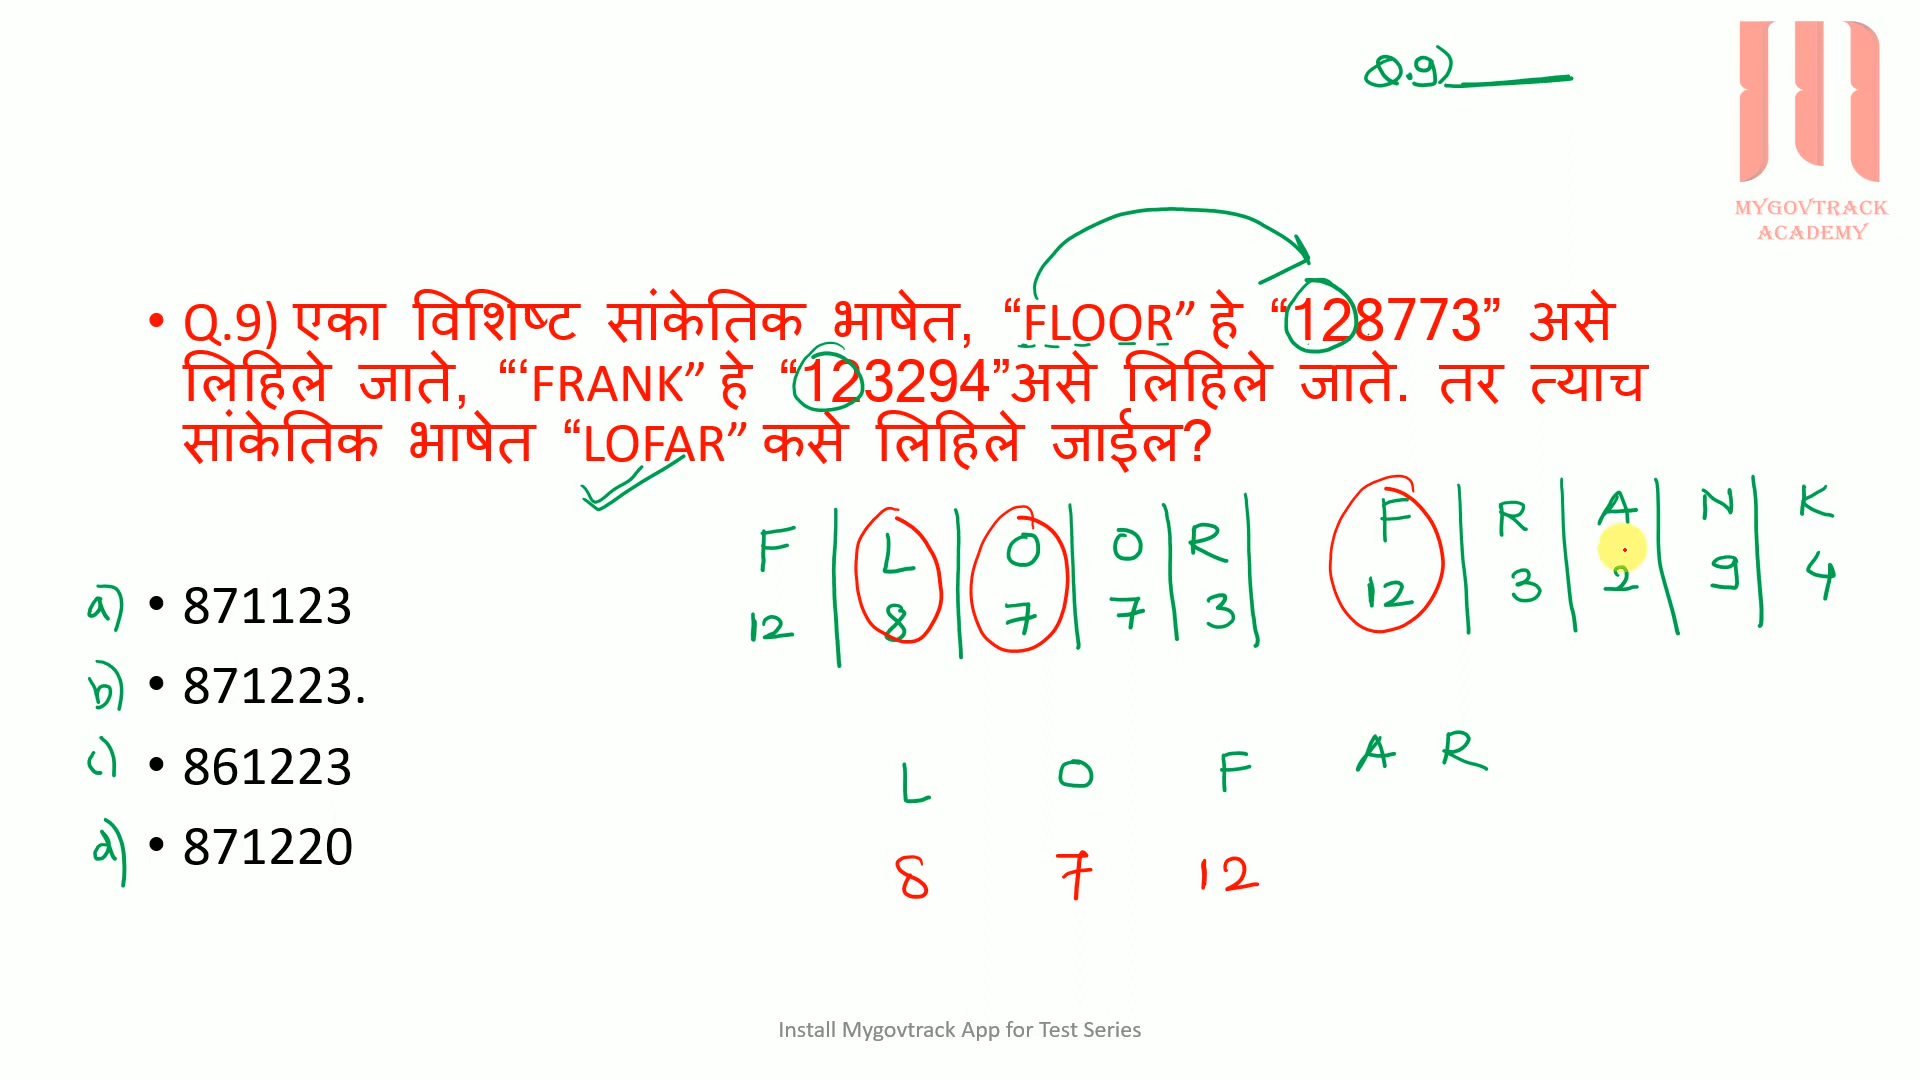 Q.9)
MYGOVTRACK
ACADEMY
• Q.9) एका विशिष्ट सांकेतिक भाषेत, “FLOOR” हे “128773” असे
लिहिले जाते, “‘FRANK” हे “123294”असे लिहिले जाते. तर त्याच
सांकेतिक भाषेत “LOFAR” कसे लिहिले जाईल?
F L O O R
12 8 7 7 3
F R A N K
12 3 2 9 4
a) • 871123
b) • 871223.
c) • 861223
d) • 871220
L O F A R
8 7 12
Install Mygovtrack App for Test Series